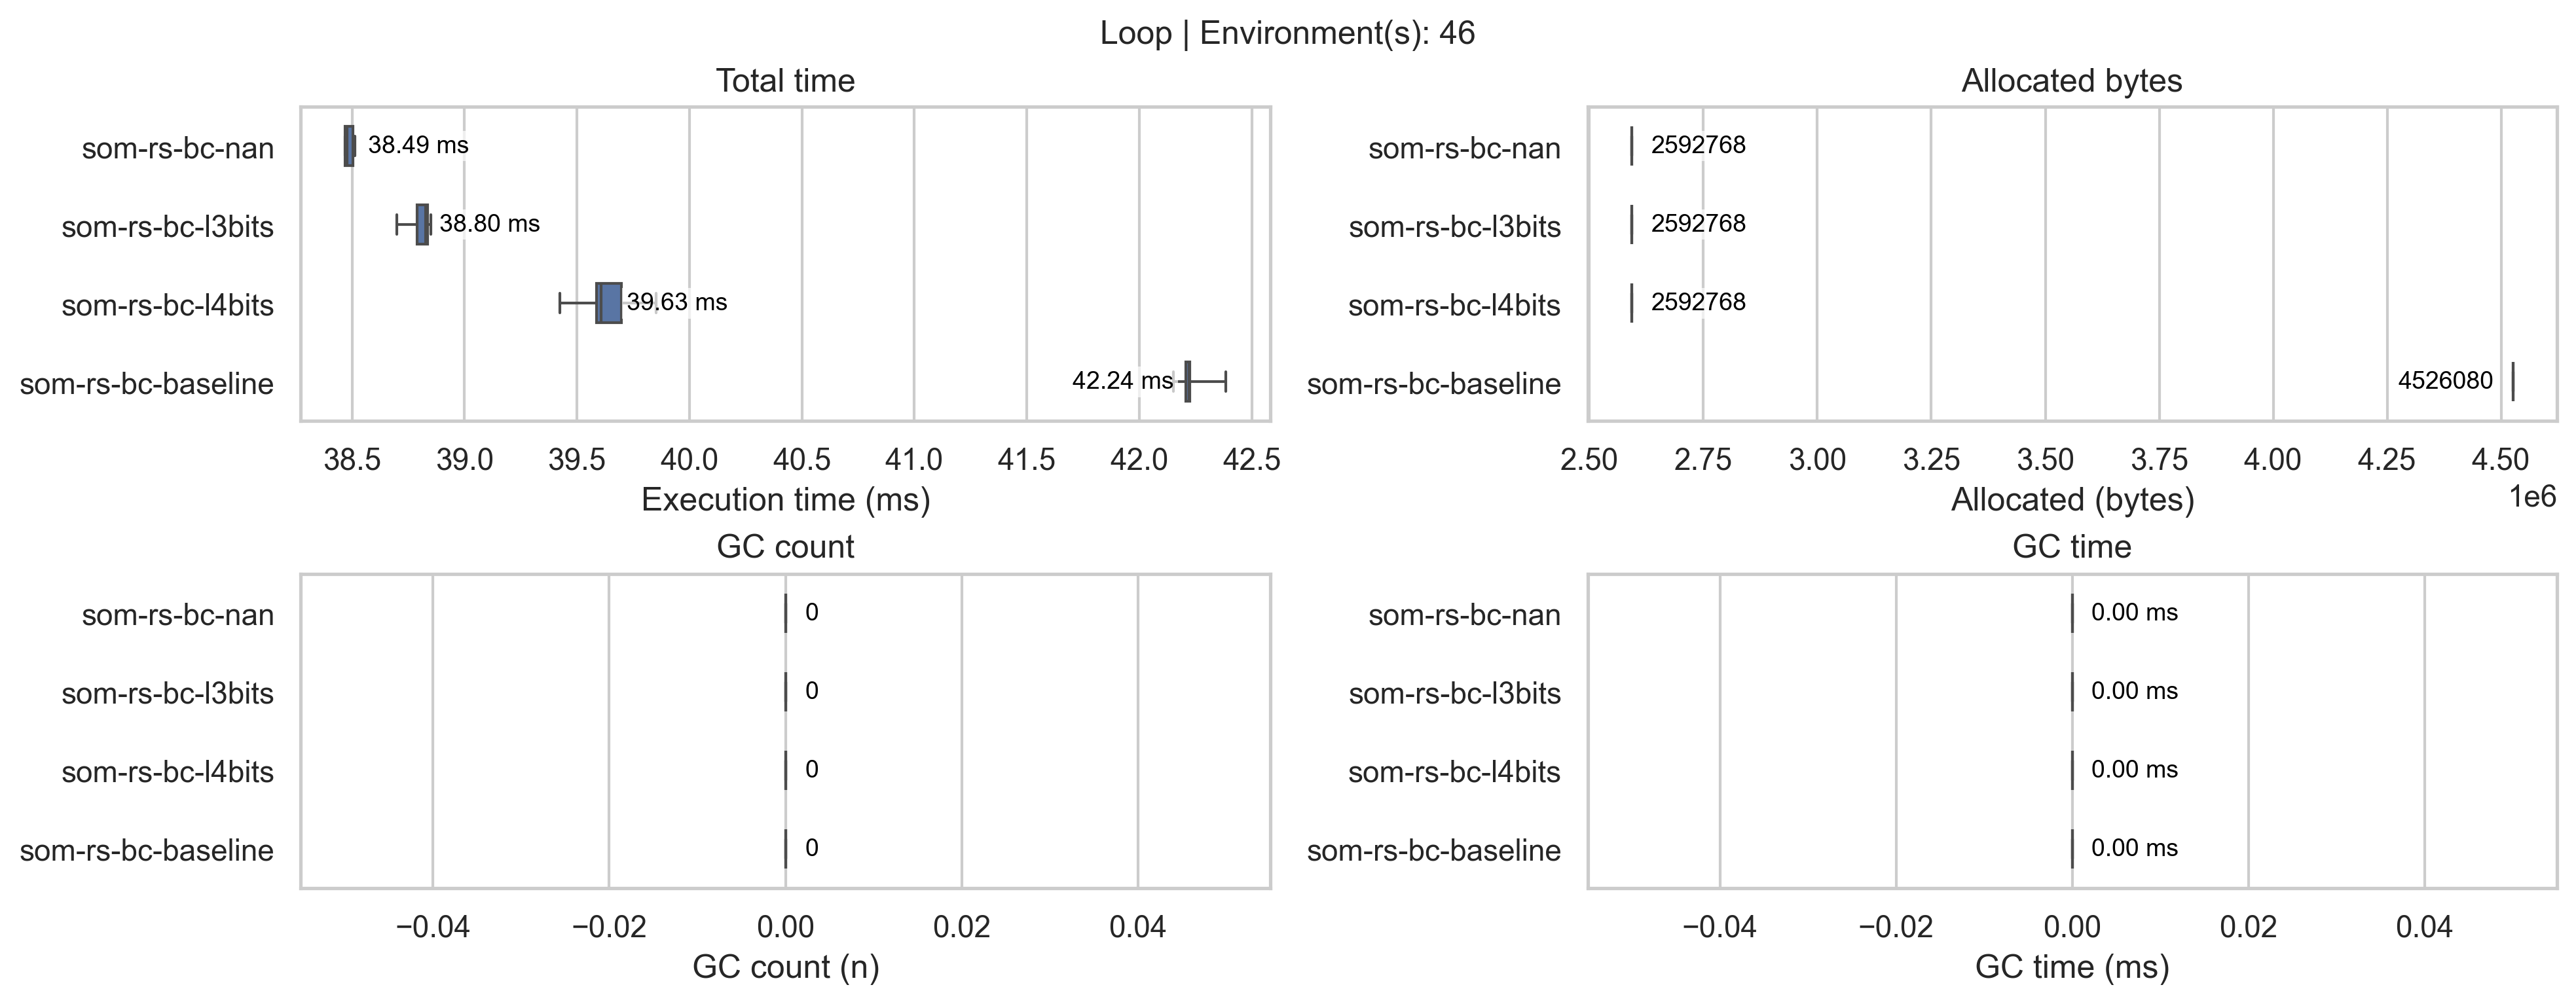 Loop | Environment(s): 46
Total time
som-rs-bc-nan
38.49 ms
som-rs-bc-l3bits
38.80 ms
som-rs-bc-l4bits
39.63 ms
som-rs-bc-baseline
42.24 ms
38.5 39.0 39.5 40.0 40.5 41.0 41.5 42.0 42.5
Execution time (ms)
Allocated bytes
som-rs-bc-nan
2592768
som-rs-bc-l3bits
2592768
som-rs-bc-l4bits
2592768
som-rs-bc-baseline
4526080
2.50 2.75 3.00 3.25 3.50 3.75 4.00 4.25 4.50
1e6
Allocated (bytes)
GC count
som-rs-bc-nan
0
som-rs-bc-l3bits
0
som-rs-bc-l4bits
0
som-rs-bc-baseline
0
−0.04 −0.02 0.00 0.02 0.04
GC count (n)
GC time
som-rs-bc-nan
0.00 ms
som-rs-bc-l3bits
0.00 ms
som-rs-bc-l4bits
0.00 ms
som-rs-bc-baseline
0.00 ms
−0.04 −0.02 0.00 0.02 0.04
GC time (ms)